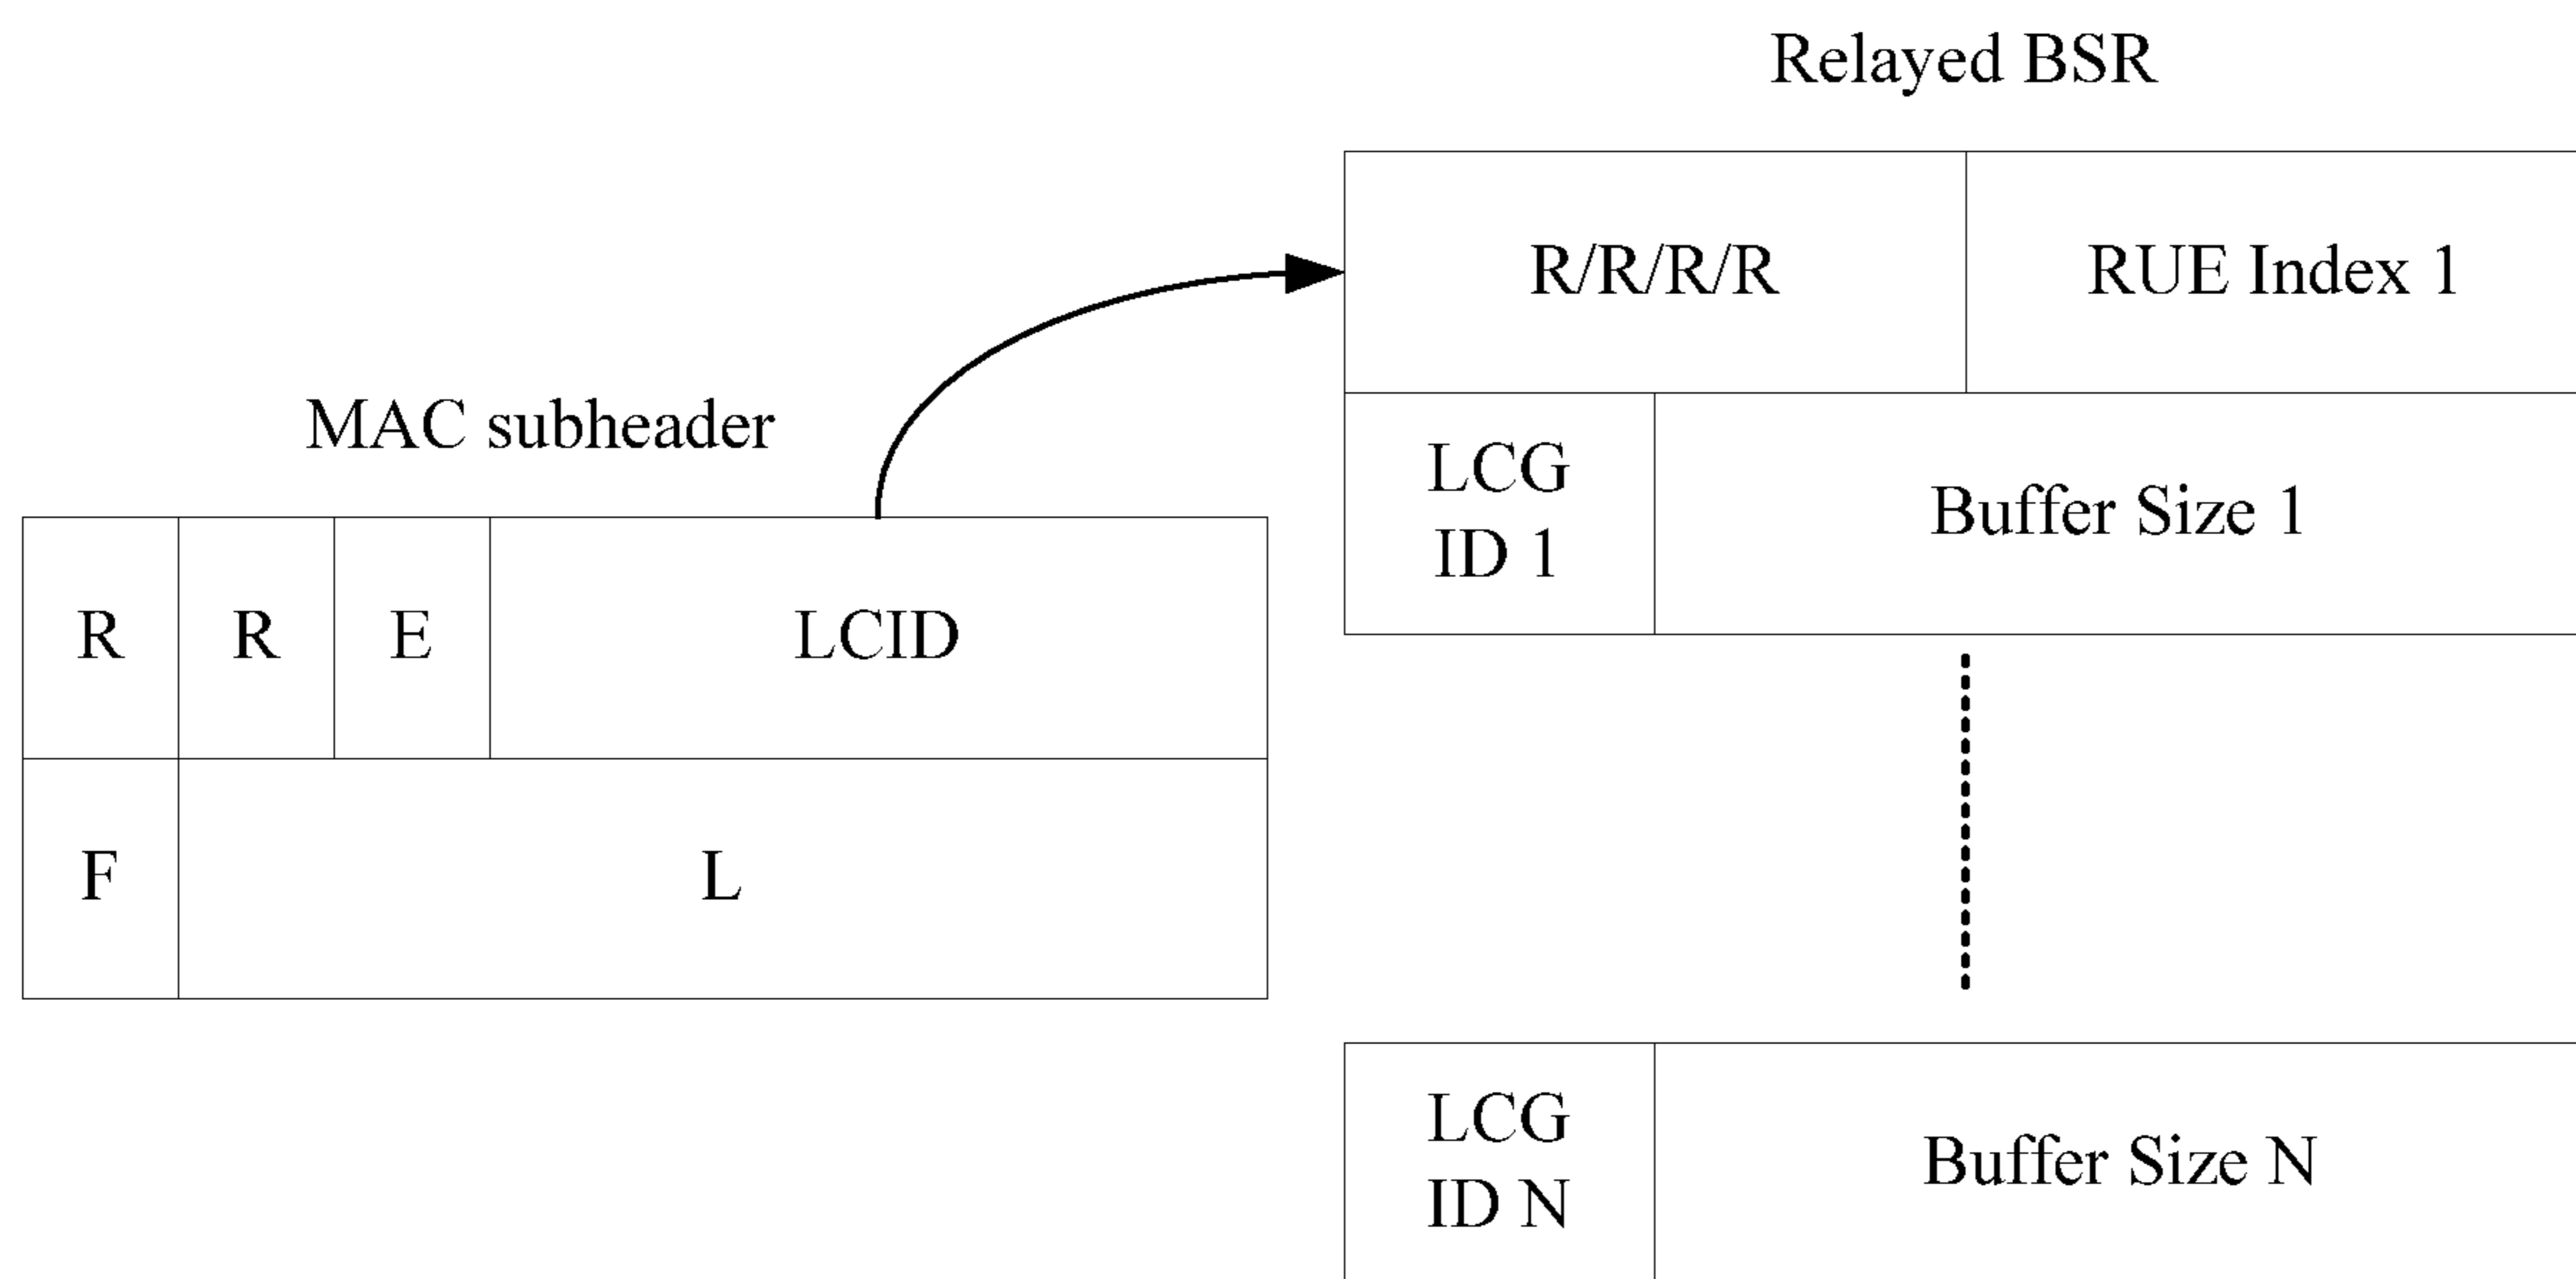 Relayed BSR
R/R/R/R
RUE Index 1
MAC subheader
LCG
ID 1
Buffer Size 1
R
R
E
LCID
F
L
LCG
ID N
Buffer Size N